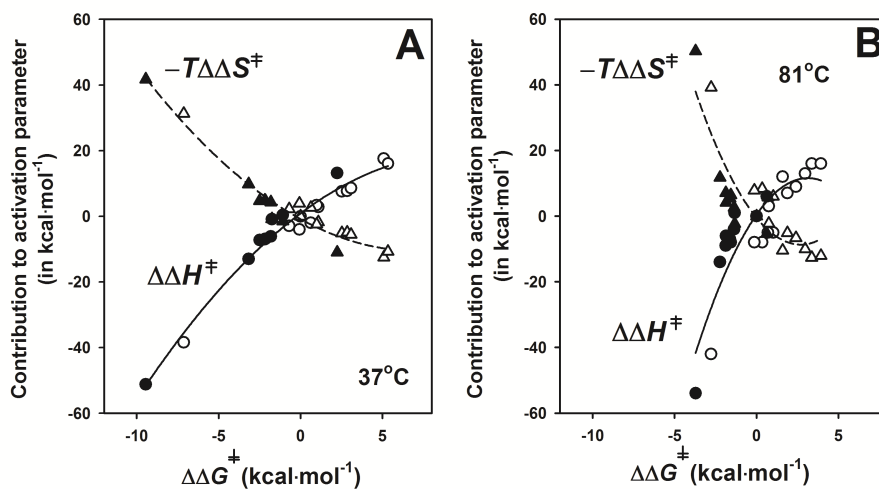 A
B
Contribution to activation parameter
(in kcal·mol⁻¹)
60
40
20
0
-20
-40
-60
−TΔΔS‡
ΔΔH‡
37°C
-10
-5
0
5
ΔΔG‡ (kcal·mol⁻¹)
Contribution to activation parameter
(in kcal·mol⁻¹)
60
40
20
0
-20
-40
-60
−TΔΔS‡
81°C
ΔΔH‡
-10
-5
0
5
ΔΔG‡ (kcal·mol⁻¹)